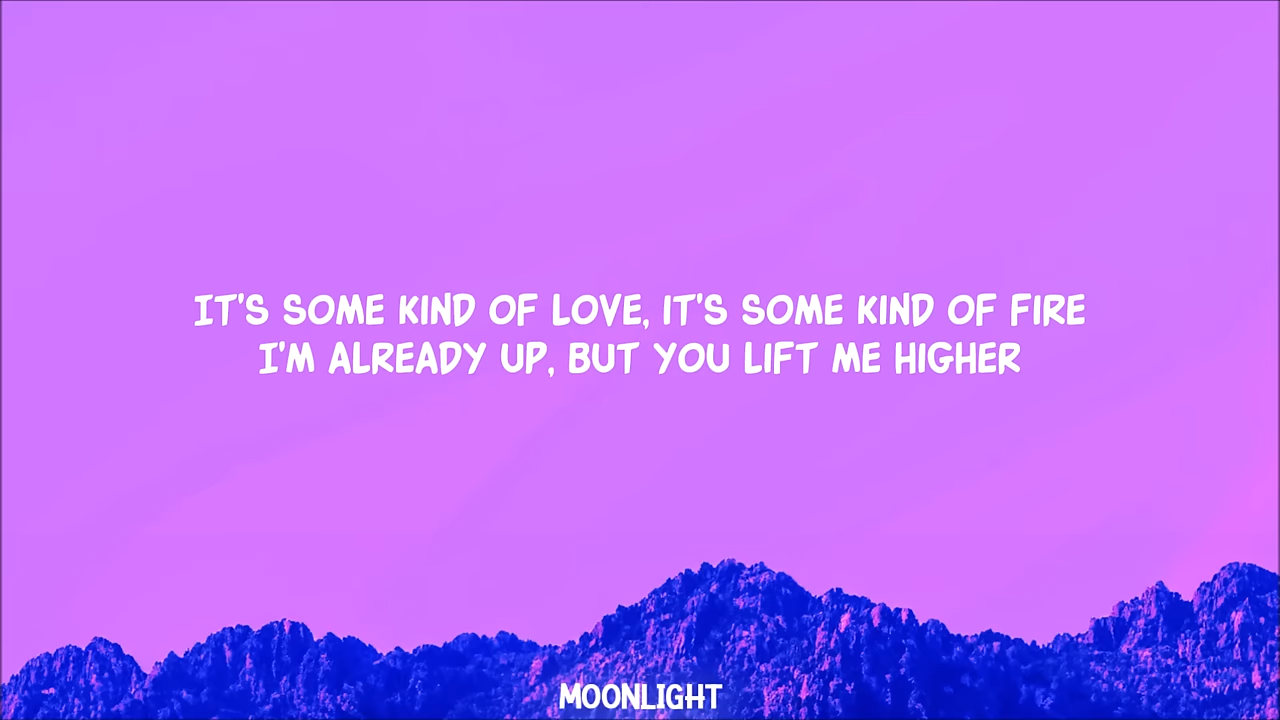 IT'S SOME KIND OF LOVE, IT'S SOME KIND OF FIRE
I'M ALREADY UP, BUT YOU LIFT ME HIGHER
MOONLIGHT